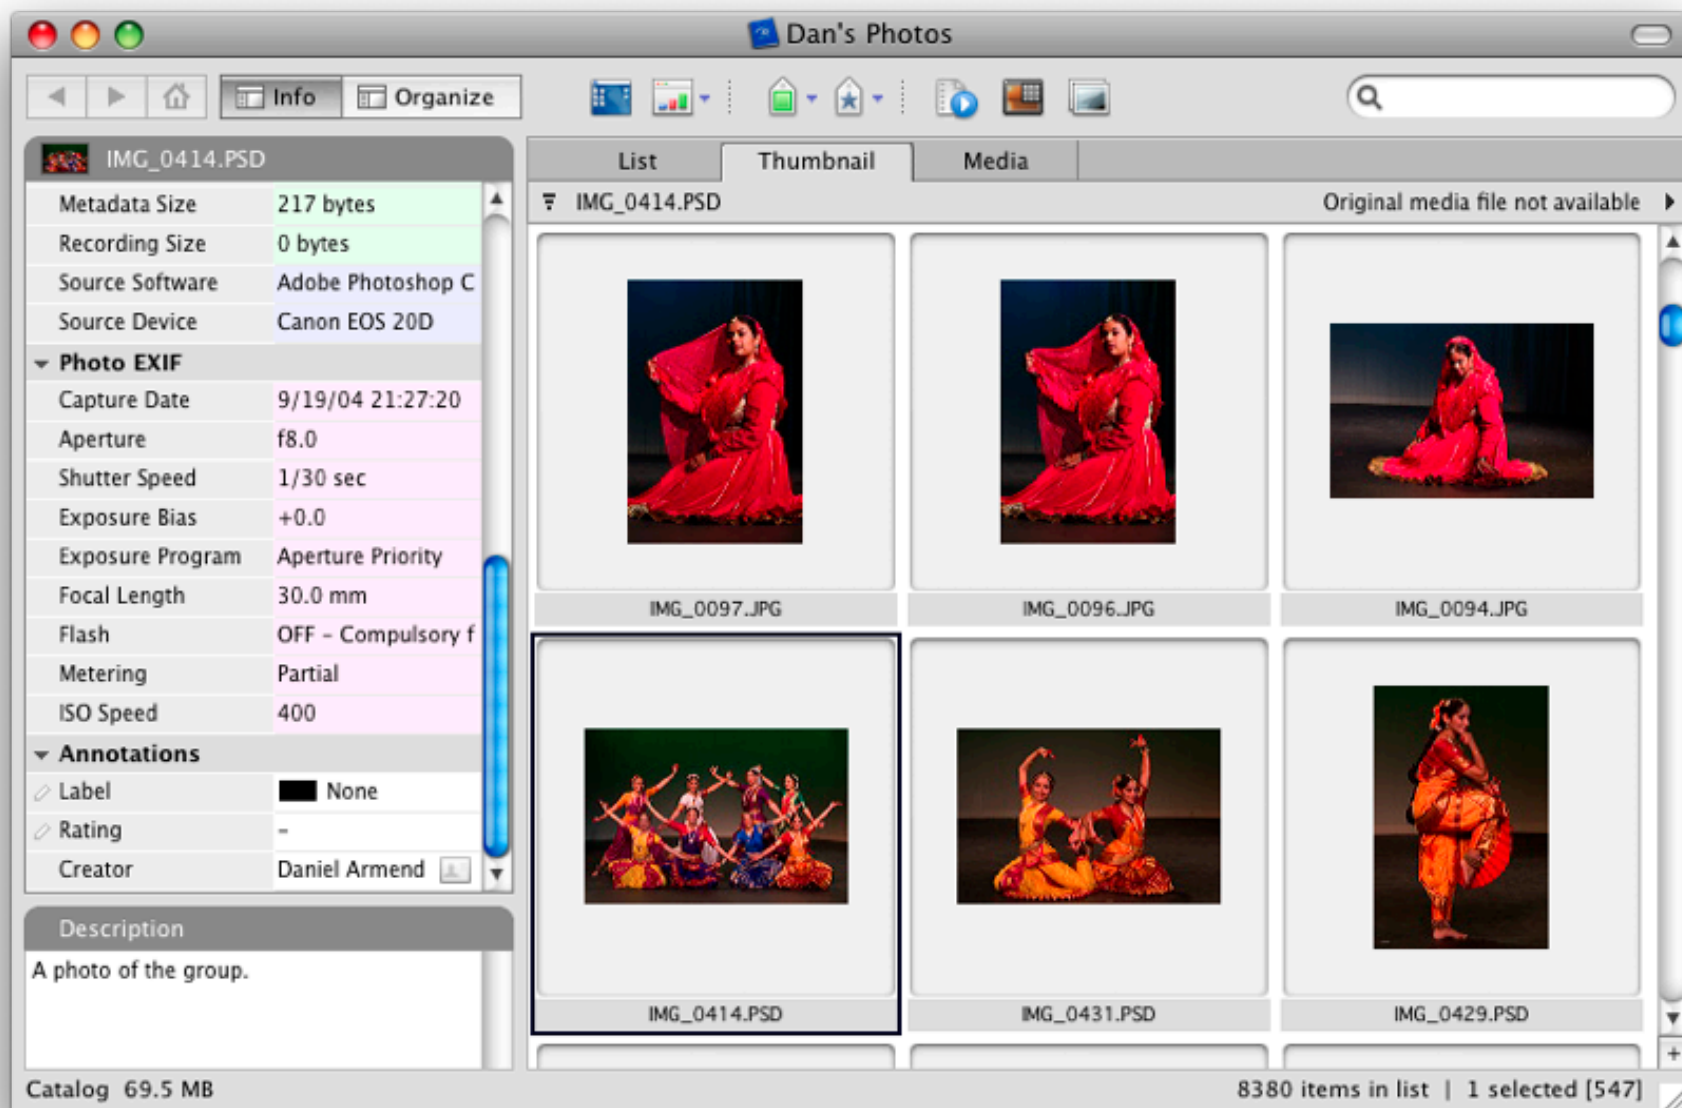 Dan's Photos
Info
Organize
IMG_0414.PSD
Metadata Size 217 bytes
Recording Size 0 bytes
Source Software Adobe Photoshop C
Source Device Canon EOS 20D
Photo EXIF
Capture Date 9/19/04 21:27:20
Aperture f8.0
Shutter Speed 1/30 sec
Exposure Bias +0.0
Exposure Program Aperture Priority
Focal Length 30.0 mm
Flash OFF - Compulsory f
Metering Partial
ISO Speed 400
Annotations
Label None
Rating -
Creator Daniel Armend
Description
A photo of the group.
List
Thumbnail
Media
IMG_0414.PSD
Original media file not available
IMG_0097.JPG
IMG_0096.JPG
IMG_0094.JPG
IMG_0414.PSD
IMG_0431.PSD
IMG_0429.PSD
Catalog 69.5 MB
8380 items in list | 1 selected [547]